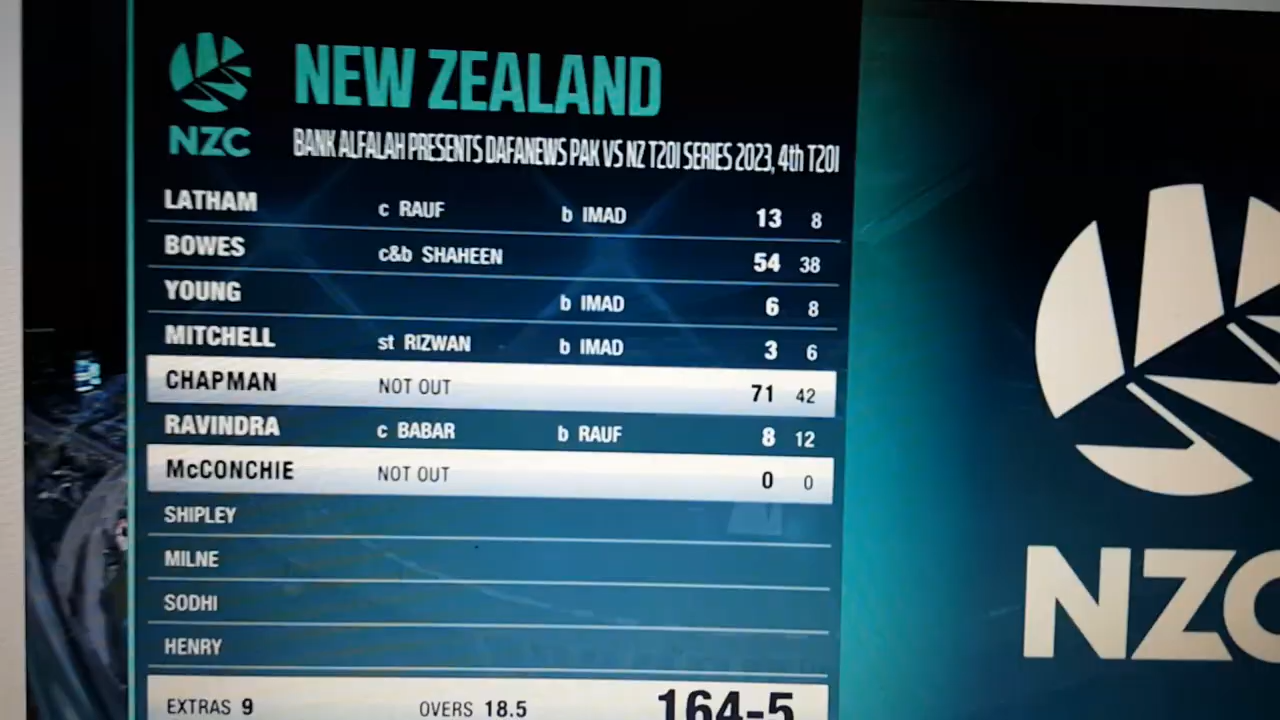 NEW ZEALAND
NZC
BANK ALFALAH PRESENTS DAFANEWS PAK VS NZ T20I SERIES 2023, 4th T20I
LATHAM c RAUF b IMAD 13 8
BOWES c&b SHAHEEN 54 38
YOUNG b IMAD 6 8
MITCHELL st RIZWAN b IMAD 3 6
CHAPMAN NOT OUT 71 42
RAVINDRA c BABAR b RAUF 8 12
McCONCHIE NOT OUT 0 0
SHIPLEY
MILNE
SODHI
HENRY
EXTRAS 9 OVERS 18.5 164-5
NZC